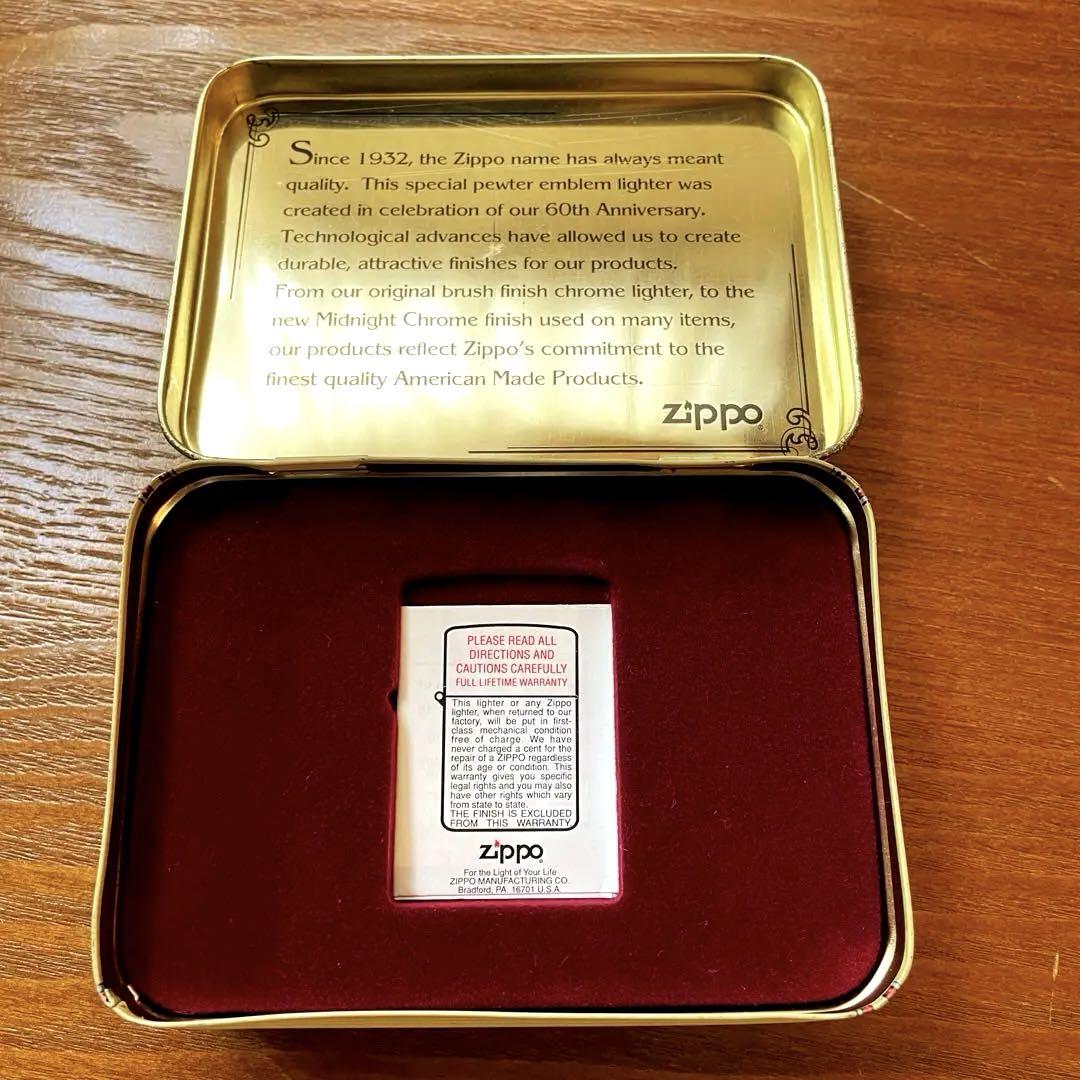 Since 1932, the Zippo name has always meant
quality. This special pewter emblem lighter was
created in celebration of our 60th Anniversary.
Technological advances have allowed us to create
durable, attractive finishes for our products.
From our original brush finish chrome lighter, to the
new Midnight Chrome finish used on many items,
our products reflect Zippo's commitment to the
finest quality American Made Products.
Zippo
PLEASE READ ALL
DIRECTIONS AND
CAUTIONS CAREFULLY
FULL LIFETIME WARRANTY
This lighter or any Zippo
lighter, when returned to our
factory, will be put in first-
class mechanical condition
free of charge. We have
never charged a cent for the
repair of a ZIPPO regardless
of its age or condition. This
warranty gives you specific
legal rights and you may also
have other rights which vary
from state to state.
THE FINISH IS EXCLUDED
FROM THIS WARRANTY.
Zippo
For the Light of Your Life
ZIPPO MANUFACTURING CO.
Bradford, PA. 16701 U.S.A.